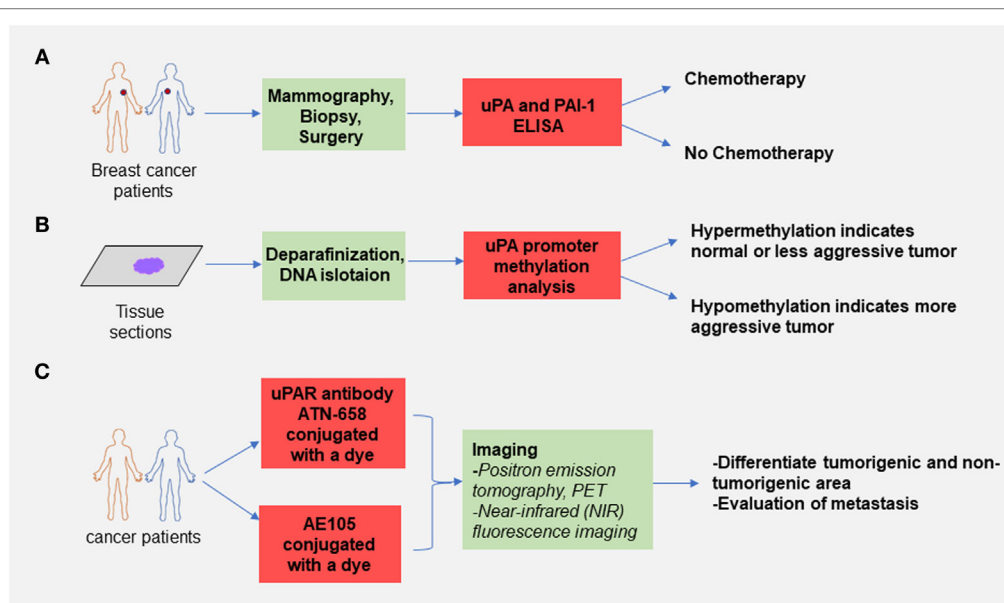 A
Breast cancer
patients
Mammography,
Biopsy,
Surgery
uPA and PAI-1
ELISA
Chemotherapy
No Chemotherapy
B
Tissue
sections
Deparafinization,
DNA islotaion
uPA promoter
methylation
analysis
Hypermethylation indicates
normal or less aggressive tumor
Hypomethylation indicates more
aggressive tumor
C
cancer patients
uPAR antibody
ATN-658
conjugated
with a dye
AE105
conjugated
with a dye
Imaging
-Positron emission
tomography, PET
-Near-infrared (NIR)
fluorescence imaging
-Differentiate tumorigenic and non-
tumorigenic area
-Evaluation of metastasis